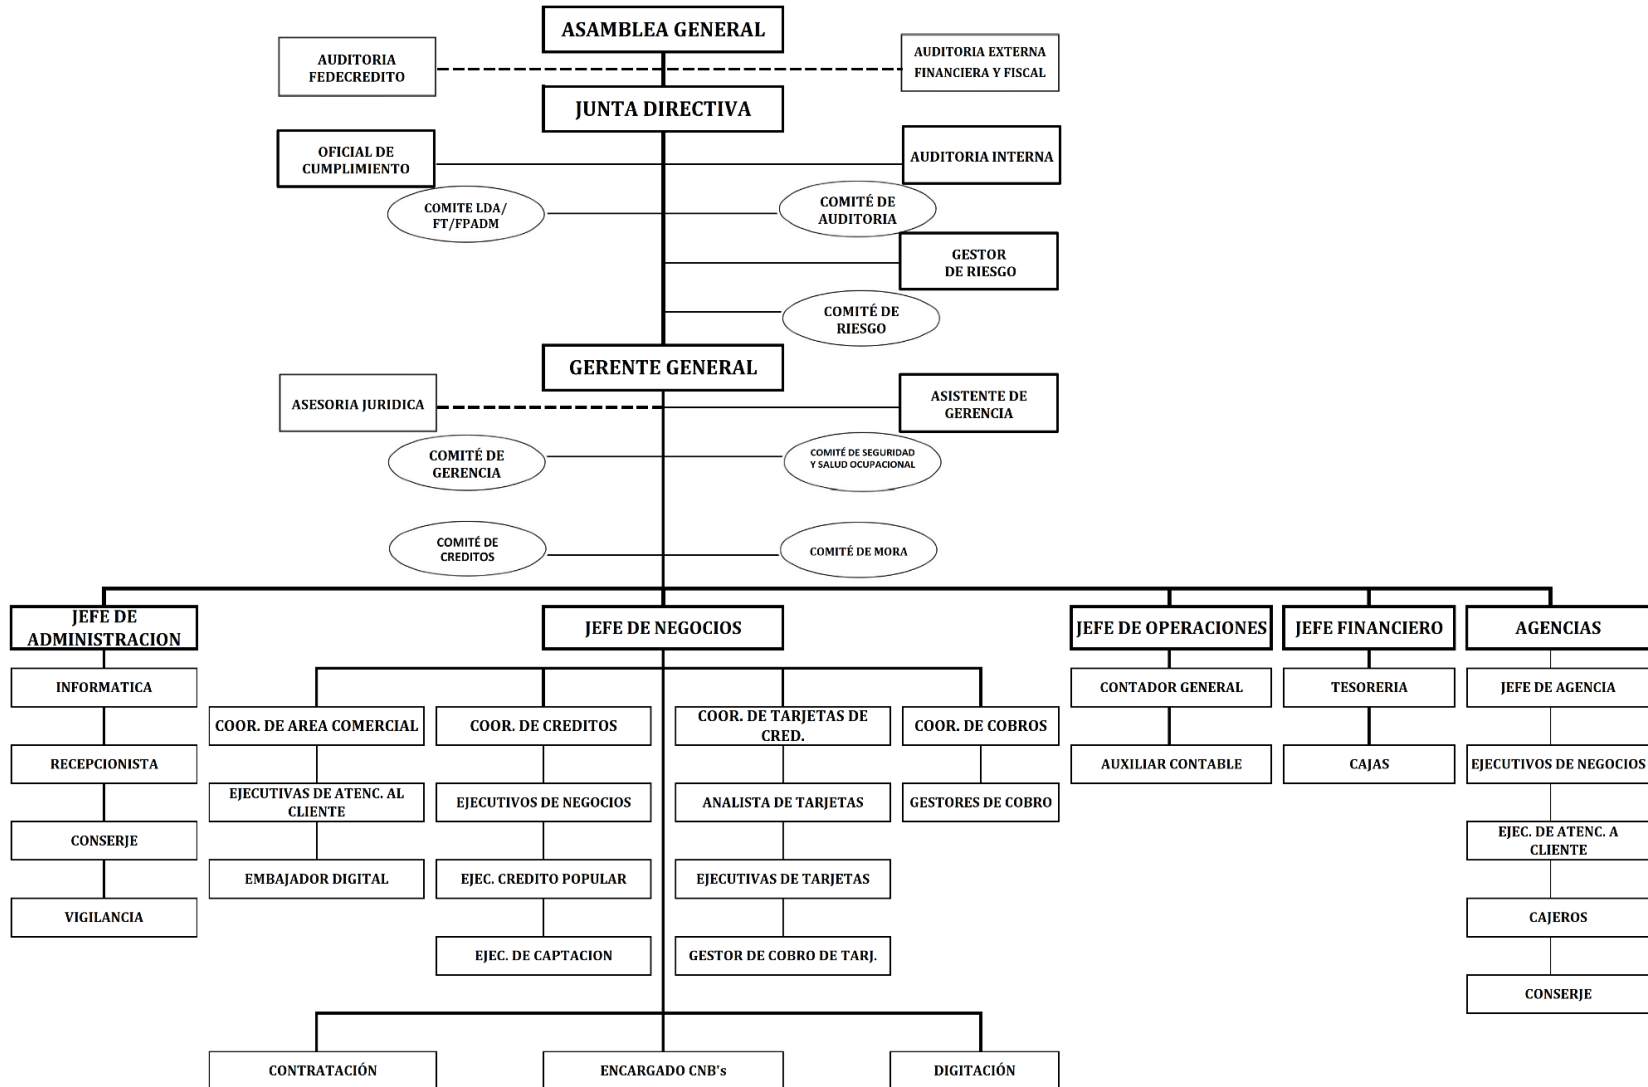 ASAMBLEA GENERAL
AUDITORIA
FEDECREDITO
AUDITORIA EXTERNA
FINANCIERA Y FISCAL
JUNTA DIRECTIVA
OFICIAL DE
CUMPLIMIENTO
AUDITORIA INTERNA
COMITE LDA/
FT/FPADM
COMITÉ DE
AUDITORIA
GESTOR
DE RIESGO
COMITÉ DE
RIESGO
GERENTE GENERAL
ASESORIA JURIDICA
ASISTENTE DE
GERENCIA
COMITÉ DE
GERENCIA
COMITÉ DE SEGURIDAD
Y SALUD OCUPACIONAL
COMITÉ DE
CREDITOS
COMITÉ DE MORA
JEFE DE
ADMINISTRACION
JEFE DE NEGOCIOS
JEFE DE OPERACIONES
JEFE FINANCIERO
AGENCIAS
INFORMATICA
RECEPCIONISTA
CONSERJE
VIGILANCIA
COOR. DE AREA COMERCIAL
EJECUTIVAS DE ATENC. AL
CLIENTE
EMBAJADOR DIGITAL
COOR. DE CREDITOS
EJECUTIVOS DE NEGOCIOS
EJEC. CREDITO POPULAR
EJEC. DE CAPTACION
COOR. DE TARJETAS DE
CRED.
ANALISTA DE TARJETAS
EJECUTIVAS DE TARJETAS
GESTOR DE COBRO DE TARJ.
COOR. DE COBROS
GESTORES DE COBRO
CONTADOR GENERAL
AUXILIAR CONTABLE
TESORERIA
CAJAS
JEFE DE AGENCIA
EJECUTIVOS DE NEGOCIOS
EJEC. DE ATENC. A
CLIENTE
CAJEROS
CONSERJE
CONTRATACIÓN
ENCARGADO CNB's
DIGITACIÓN